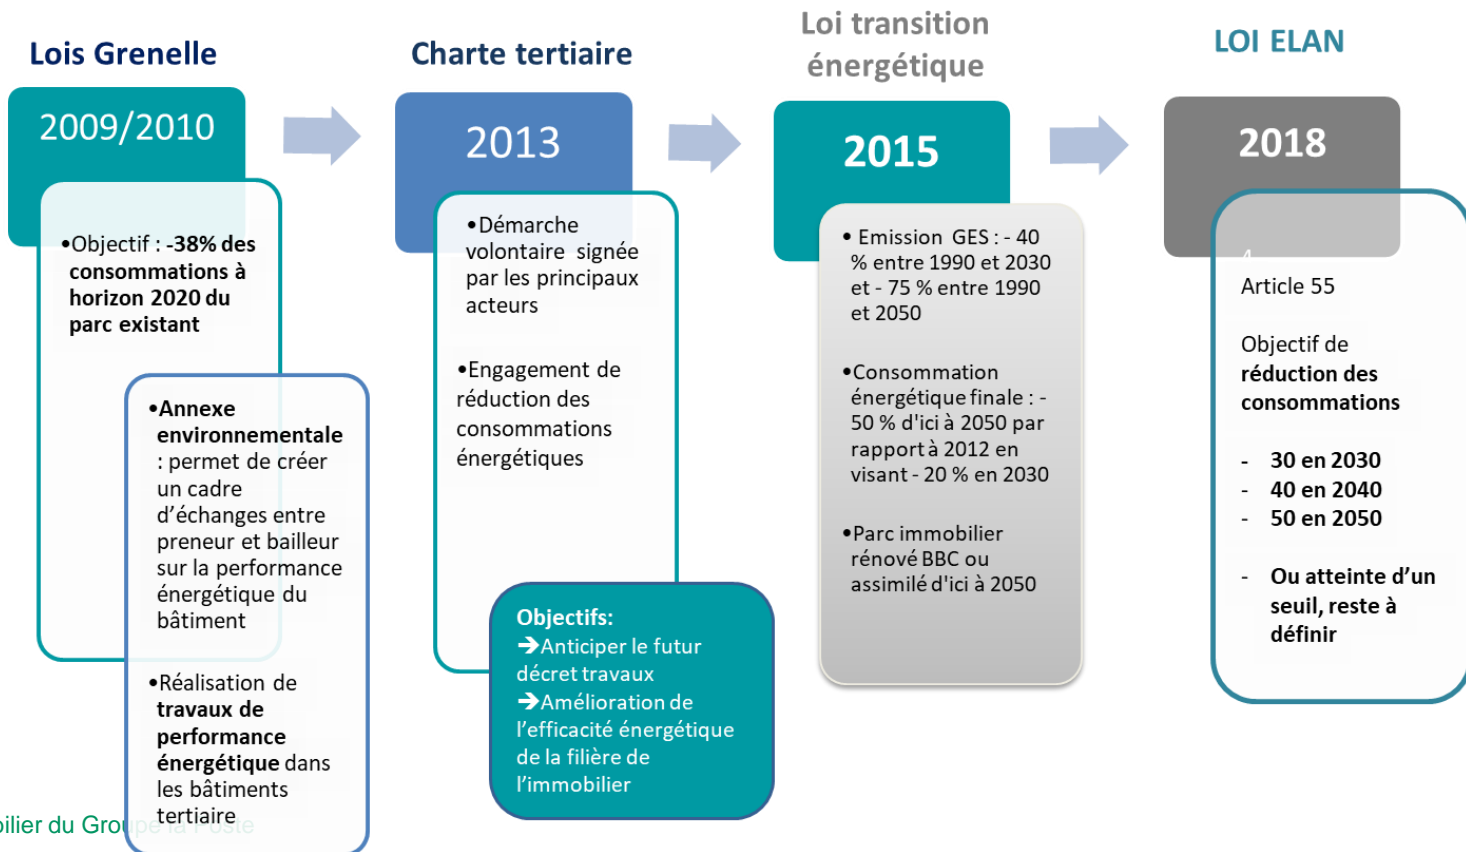 Lois Grenelle
2009/2010
•Objectif : -38% des
consommations à
horizon 2020 du
parc existant
•Annexe
environnementale
: permet de créer
un cadre
d’échanges entre
preneur et bailleur
sur la performance
énergétique du
bâtiment
•Réalisation de
travaux de
performance
énergétique dans
les bâtiments
tertiaire
Charte tertiaire
2013
•Démarche
volontaire signée
par les principaux
acteurs
•Engagement de
réduction des
consommations
énergétiques
Objectifs:
➔Anticiper le futur
décret travaux
➔Amélioration de
l’efficacité énergétique
de la filière de
l’immobilier
Loi transition
énergétique
2015
• Emission GES : - 40
% entre 1990 et 2030
et - 75 % entre 1990
et 2050
•Consommation
énergétique finale : -
50 % d'ici à 2050 par
rapport à 2012 en
visant - 20 % en 2030
•Parc immobilier
rénové BBC ou
assimilé d'ici à 2050
LOI ELAN
2018
Article 55
Objectif de
réduction des
consommations
- 30 en 2030
- 40 en 2040
- 50 en 2050
- Ou atteinte d’un
seuil, reste à
définir
bilier du Groupe la Poste